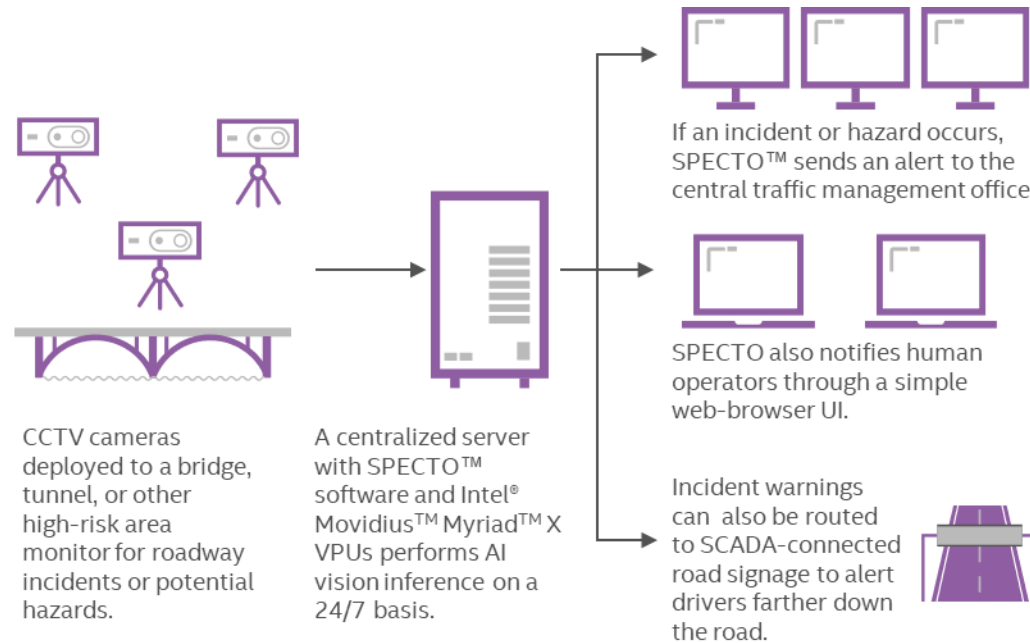 CCTV cameras
deployed to a bridge,
tunnel, or other
high-risk area
monitor for roadway
incidents or potential
hazards.
A centralized server
with SPECTO™
software and Intel®
Movidius™ Myriad™ X
VPUs performs AI
vision inference on a
24/7 basis.
If an incident or hazard occurs,
SPECTO™ sends an alert to the
central traffic management office
SPECTO also notifies human
operators through a simple
web-browser UI.
Incident warnings
can also be routed
to SCADA-connected
road signage to alert
drivers farther down
the road.